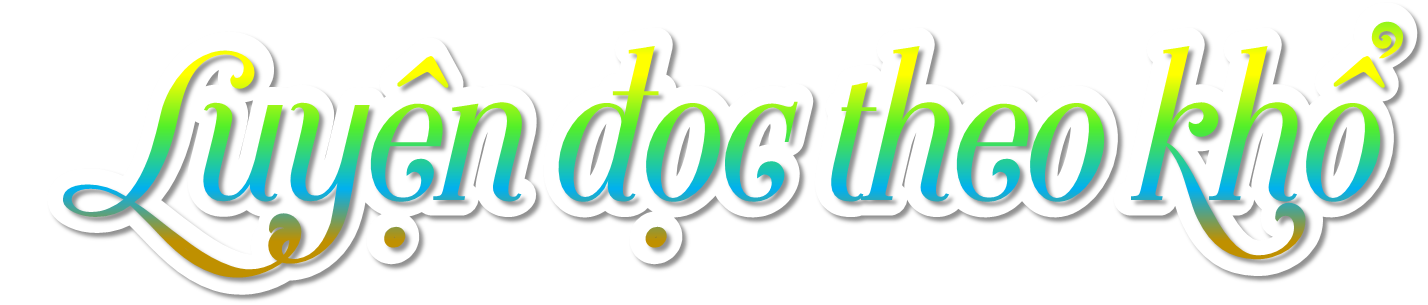 Luyện đọc theo khổ